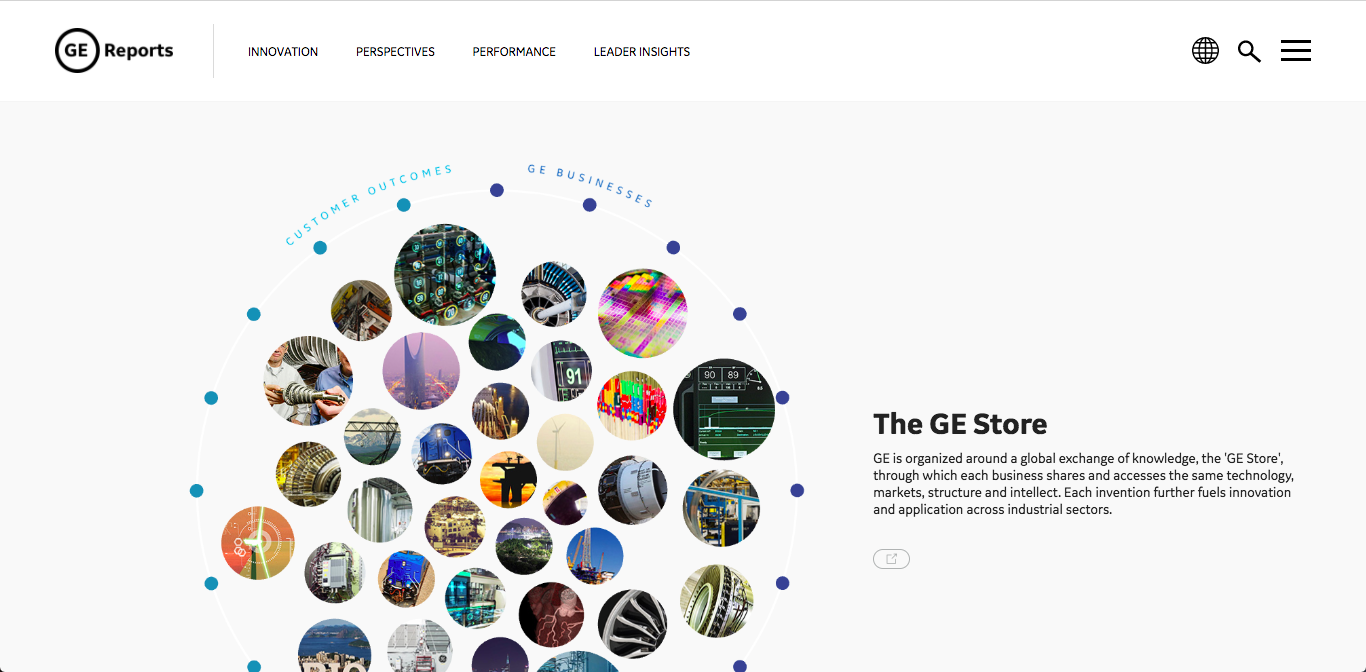 GE Reports
INNOVATION
PERSPECTIVES
PERFORMANCE
LEADER INSIGHTS
CUSTOMER OUTCOMES
GE BUSINESSES
91
90 89
The GE Store
GE is organized around a global exchange of knowledge, the 'GE Store',
through which each business shares and accesses the same technology,
markets, structure and intellect. Each invention further fuels innovation
and application across industrial sectors.